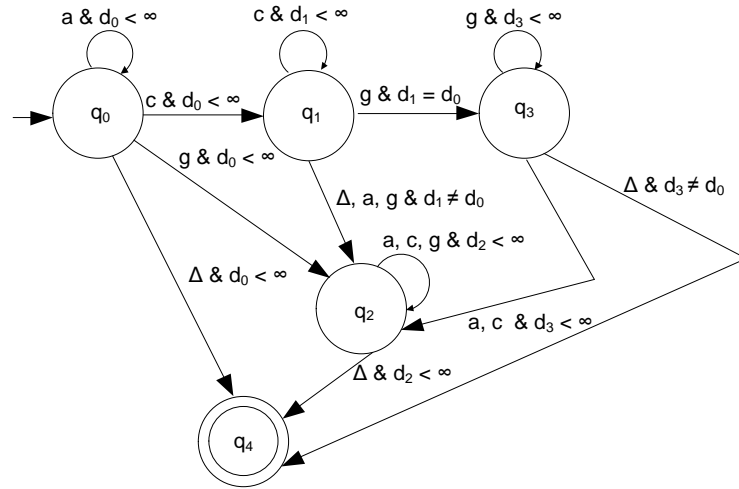 a & d₀ < ∞
c & d₁ < ∞
g & d₃ < ∞
q₀
c & d₀ < ∞
q₁
g & d₁ = d₀
q₃
g & d₀ < ∞
Δ, a, g & d₁ ≠ d₀
Δ & d₃ ≠ d₀
a, c, g & d₂ < ∞
Δ & d₀ < ∞
q₂
a, c & d₃ < ∞
Δ & d₂ < ∞
q₄